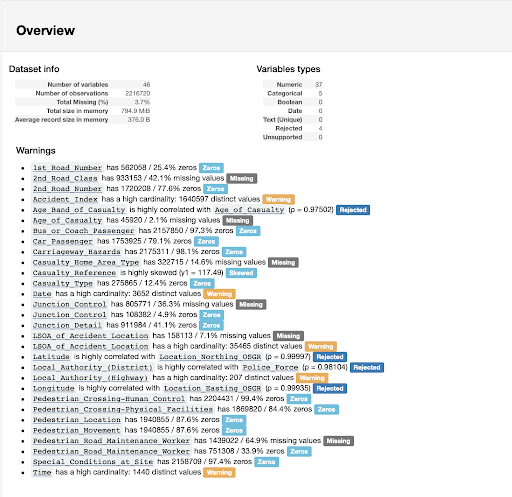 Overview
Dataset info
Number of variables 46
Number of observations 2216720
Total Missing (%) 3.7%
Total size in memory 794.9 MiB
Average record size in memory 376.0 B
Variables types
Numeric 37
Categorical 5
Boolean 0
Date 0
Text (Unique) 0
Rejected 4
Unsupported 0
Warnings
1st_Road_Number has 562058 / 25.4% zeros Zeros
2nd_Road_Class has 933153 / 42.1% missing values Missing
2nd_Road_Number has 1720208 / 77.6% zeros Zeros
Accident_Index has a high cardinality: 1640597 distinct values Warning
Age_Band_of_Casualty is highly correlated with Age_of_Casualty (ρ = 0.97502) Rejected
Age_of_Casualty has 45920 / 2.1% missing values Missing
Bus_or_Coach_Passenger has 2157850 / 97.3% zeros Zeros
Car_Passenger has 1753925 / 79.1% zeros Zeros
Carriageway_Hazards has 2175311 / 98.1% zeros Zeros
Casualty_Home_Area_Type has 322715 / 14.6% missing values Missing
Casualty_Reference is highly skewed (γ1 = 117.49) Skewed
Casualty_Type has 275865 / 12.4% zeros Zeros
Date has a high cardinality: 3652 distinct values Warning
Junction_Control has 805771 / 36.3% missing values Missing
Junction_Control has 108382 / 4.9% zeros Zeros
Junction_Detail has 911984 / 41.1% zeros Zeros
LSOA_of_Accident_Location has 158113 / 7.1% missing values Missing
LSOA_of_Accident_Location has a high cardinality: 35465 distinct values Warning
Latitude is highly correlated with Location_Northing_OSGR (ρ = 0.99997) Rejected
Local_Authority_(District) is highly correlated with Police_Force (ρ = 0.98104) Rejected
Local_Authority_(Highway) has a high cardinality: 207 distinct values Warning
Longitude is highly correlated with Location_Easting_OSGR (ρ = 0.99935) Rejected
Pedestrian_Crossing-Human_Control has 2204431 / 99.4% zeros Zeros
Pedestrian_Crossing-Physical_Facilities has 1869820 / 84.4% zeros Zeros
Pedestrian_Location has 1940855 / 87.6% zeros Zeros
Pedestrian_Movement has 1940855 / 87.6% zeros Zeros
Pedestrian_Road_Maintenance_Worker has 1439022 / 64.9% missing values Missing
Pedestrian_Road_Maintenance_Worker has 751308 / 33.9% zeros Zeros
Special_Conditions_at_Site has 2158709 / 97.4% zeros Zeros
Time has a high cardinality: 1440 distinct values Warning